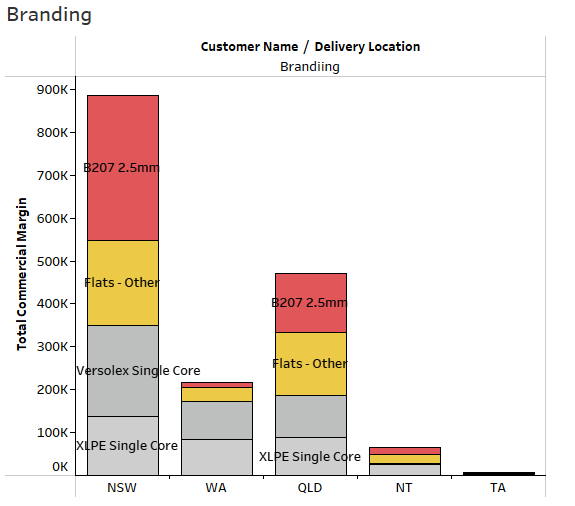 Branding
Customer Name / Delivery Location
Brandiing
Total Commercial Margin
900K
800K
700K
600K
500K
400K
300K
200K
100K
0K
B207 2.5mm
Flats - Other
Versolex Single Core
XLPE Single Core
B207 2.5mm
Flats - Other
XLPE Single Core
NSW
WA
QLD
NT
TA